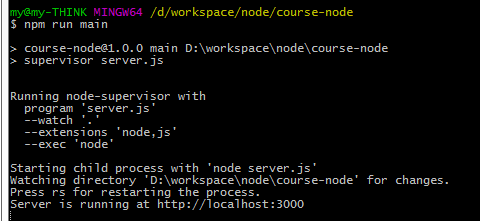 my@my-THINK MINGW64 /d/workspace/node/course-node
$ npm run main
> course-node@1.0.0 main D:\workspace\node\course-node
> supervisor server.js
Running node-supervisor with
program 'server.js'
--watch '.'
--extensions 'node,js'
--exec 'node'
Starting child process with 'node server.js'
Watching directory 'D:\workspace\node\course-node' for changes.
Press rs for restarting the process.
Server is running at http://localhost:3000